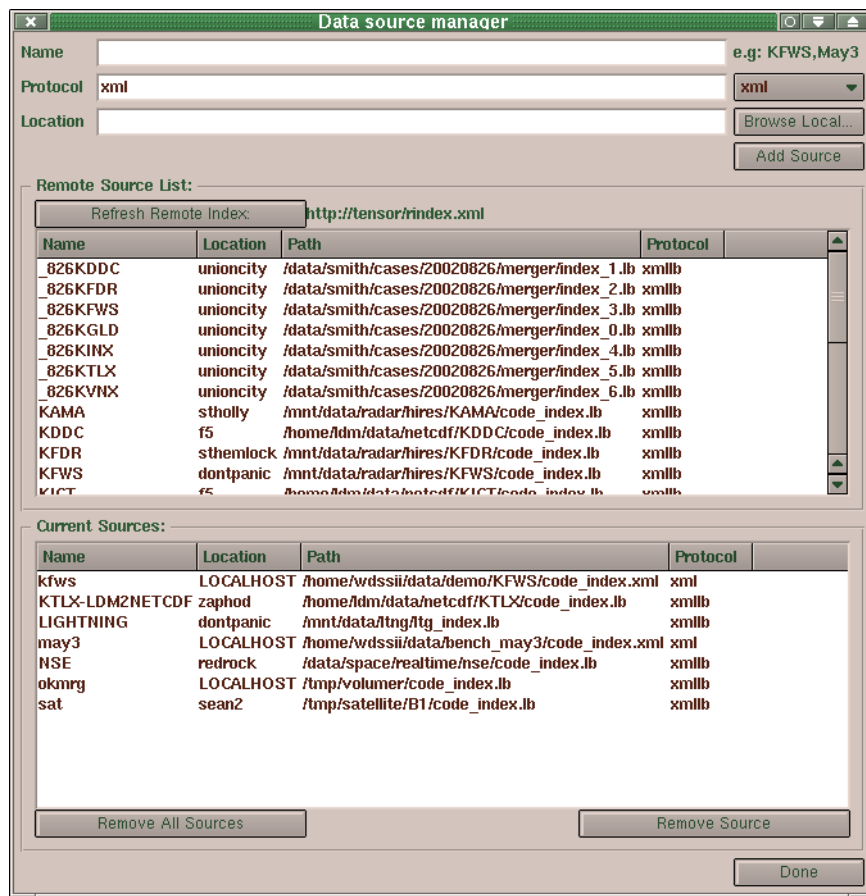 Data source manager
Name e.g: KFWS,May3
Protocol xml xml
Location Browse Local...
Add Source
Remote Source List:
Refresh Remote Index: http://tensor/rindex.xml
Name Location Path Protocol
_826KDDC unioncity /data/smith/cases/20020826/merger/index_1.lb xmllb
_826KFDR unioncity /data/smith/cases/20020826/merger/index_2.lb xmllb
_826KFWS unioncity /data/smith/cases/20020826/merger/index_3.lb xmllb
_826KGLD unioncity /data/smith/cases/20020826/merger/index_0.lb xmllb
_826KINX unioncity /data/smith/cases/20020826/merger/index_4.lb xmllb
_826KTLX unioncity /data/smith/cases/20020826/merger/index_5.lb xmllb
_826KVNX unioncity /data/smith/cases/20020826/merger/index_6.lb xmllb
KAMA stholly /mnt/data/radar/hires/KAMA/code_index.lb xmllb
KDDC f5 /home/ldm/data/netcdf/KDDC/code_index.lb xmllb
KFDR sthemlock /mnt/data/radar/hires/KFDR/code_index.lb xmllb
KFWS dontpanic /mnt/data/radar/hires/KFWS/code_index.lb xmllb
KICT f5 /home/ldm/data/netcdf/KICT/code_index.lb xmllb
Current Sources:
Name Location Path Protocol
kfws LOCALHOST /home/wdssii/data/demo/KFWS/code_index.xml xml
KTLX-LDM2NETCDF zaphod /home/ldm/data/netcdf/KTLX/code_index.lb xmllb
LIGHTNING dontpanic /mnt/data/ltng/ltg_index.lb xmllb
may3 LOCALHOST /home/wdssii/data/bench_may3/code_index.xml xml
NSE redrock /data/space/realtime/nse/code_index.lb xmllb
okmrg LOCALHOST /tmp/volumer/code_index.lb xmllb
sat sean2 /tmp/satellite/B1/code_index.lb xmllb
Remove All Sources Remove Source
Done